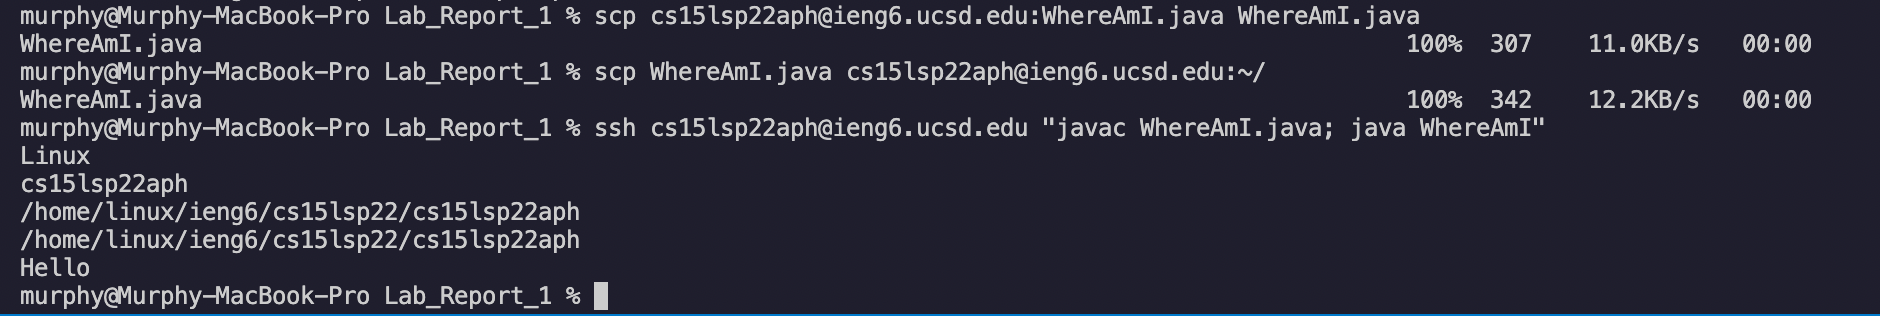 murphy@Murphy-MacBook-Pro Lab_Report_1 % scp cs15lsp22aph@ieng6.ucsd.edu:WhereAmI.java WhereAmI.java
WhereAmI.java 100% 307 11.0KB/s 00:00
murphy@Murphy-MacBook-Pro Lab_Report_1 % scp WhereAmI.java cs15lsp22aph@ieng6.ucsd.edu:~/
WhereAmI.java 100% 342 12.2KB/s 00:00
murphy@Murphy-MacBook-Pro Lab_Report_1 % ssh cs15lsp22aph@ieng6.ucsd.edu "javac WhereAmI.java; java WhereAmI"
Linux
cs15lsp22aph
/home/linux/ieng6/cs15lsp22/cs15lsp22aph
/home/linux/ieng6/cs15lsp22/cs15lsp22aph
Hello
murphy@Murphy-MacBook-Pro Lab_Report_1 %